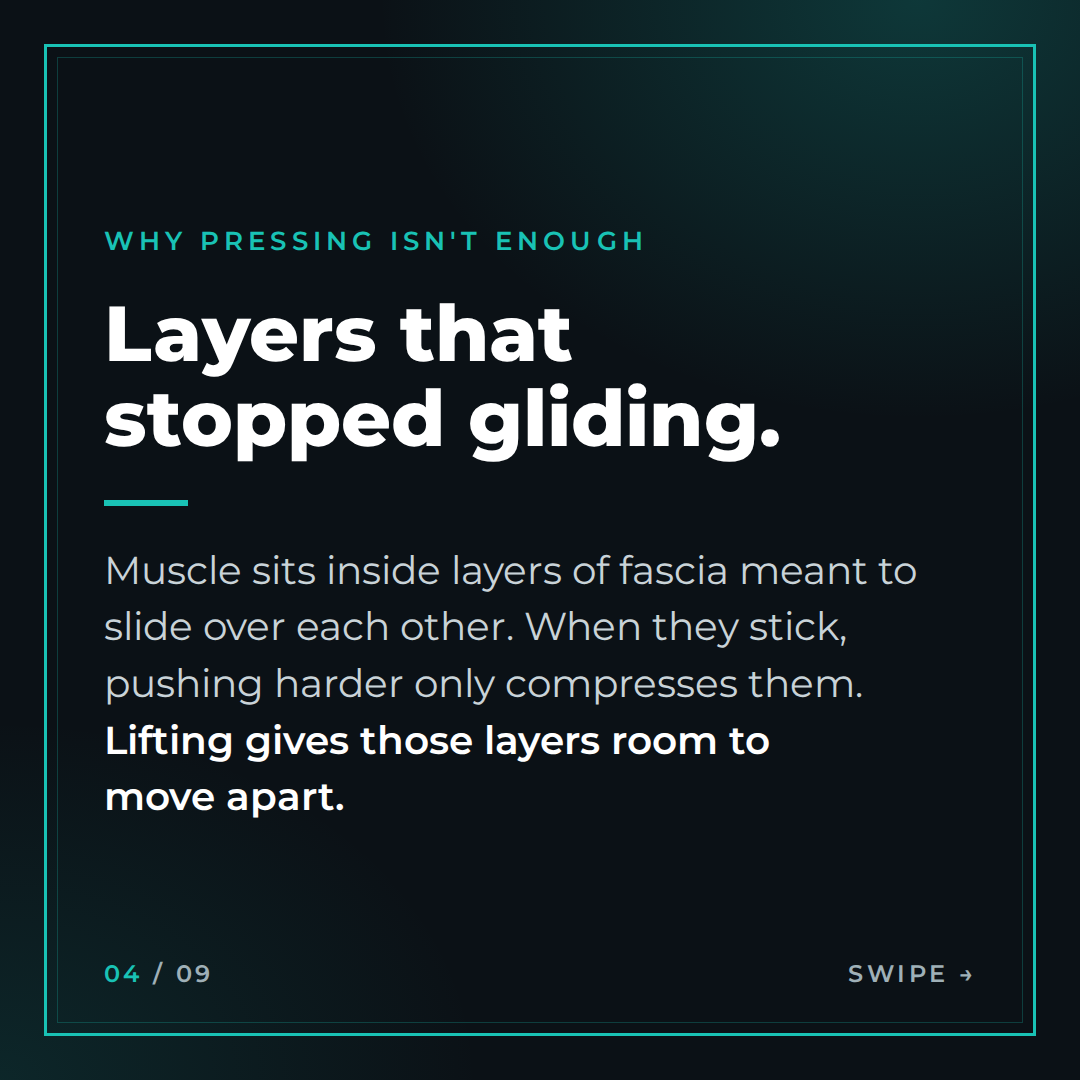 WHY PRESSING ISN'T ENOUGH
Layers that
stopped gliding.
Muscle sits inside layers of fascia meant to
slide over each other. When they stick,
pushing harder only compresses them.
Lifting gives those layers room to
move apart.
04 / 09
SWIPE →